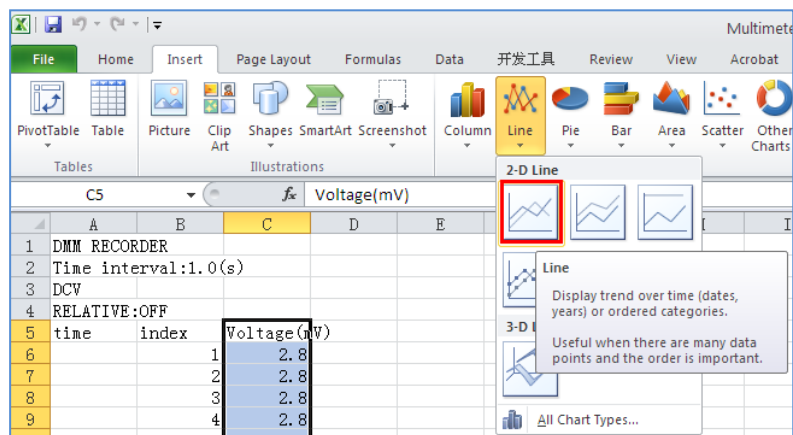 Multimete
File Home Insert Page Layout Formulas Data 开发工具 Review View Acrobat
PivotTable Table Picture Clip Art Shapes SmartArt Screenshot Column Line Pie Bar Area Scatter Other Charts
Tables Illustrations
2-D Line
C5 fx Voltage(mV)
A B C D E I
1 DMM RECORDER
2 Time interval:1.0(s)
3 DCV
4 RELATIVE:OFF
5 time index Voltage(mV)
6 1 2.8
7 2 2.8
8 3 2.8
9 4 2.8
Line
Display trend over time (dates,
years) or ordered categories.
Useful when there are many data
points and the order is important.
3-D
All Chart Types...